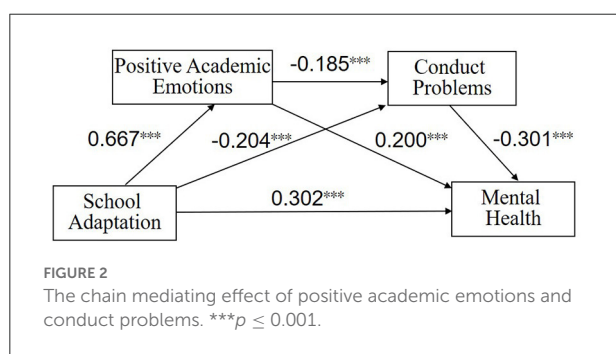 Positive Academic
Emotions
-0.185***
Conduct
Problems
0.667***
-0.204***
0.200***
-0.301***
School
Adaptation
0.302***
Mental
Health
FIGURE 2
The chain mediating effect of positive academic emotions and
conduct problems. ***p ≤ 0.001.